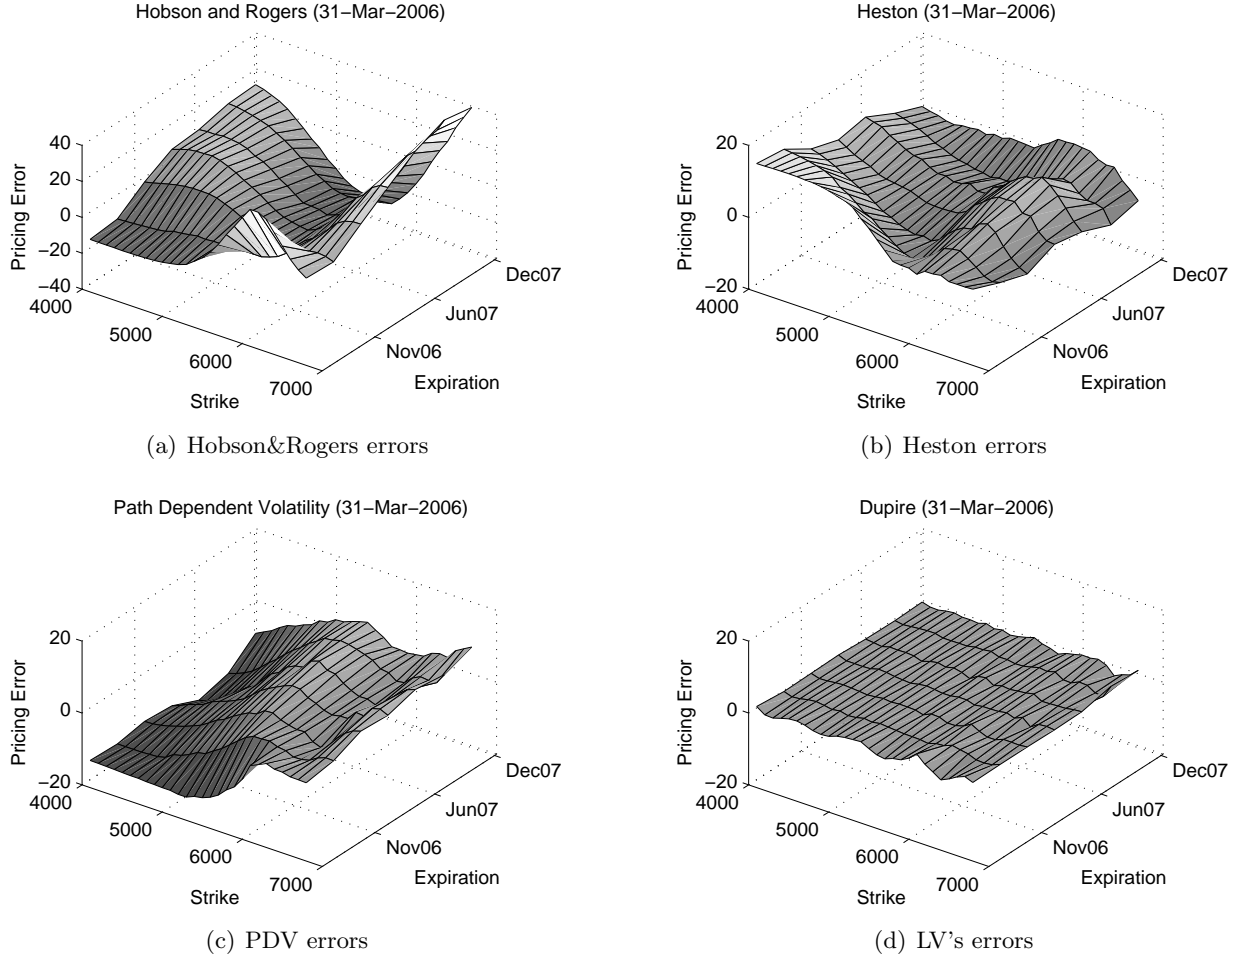 Hobson and Rogers (31−Mar−2006)
40
20
0
−20
−40
Pricing Error
4000
5000
6000
7000
Strike
Nov06
Jun07
Dec07
Expiration
(a) Hobson&Rogers errors
Heston (31−Mar−2006)
20
0
−20
Pricing Error
4000
5000
6000
7000
Strike
Nov06
Jun07
Dec07
Expiration
(b) Heston errors
Path Dependent Volatility (31−Mar−2006)
20
0
−20
Pricing Error
4000
5000
6000
7000
Strike
Nov06
Jun07
Dec07
Expiration
(c) PDV errors
Dupire (31−Mar−2006)
20
0
−20
Pricing Error
4000
5000
6000
7000
Strike
Nov06
Jun07
Dec07
Expiration
(d) LV's errors